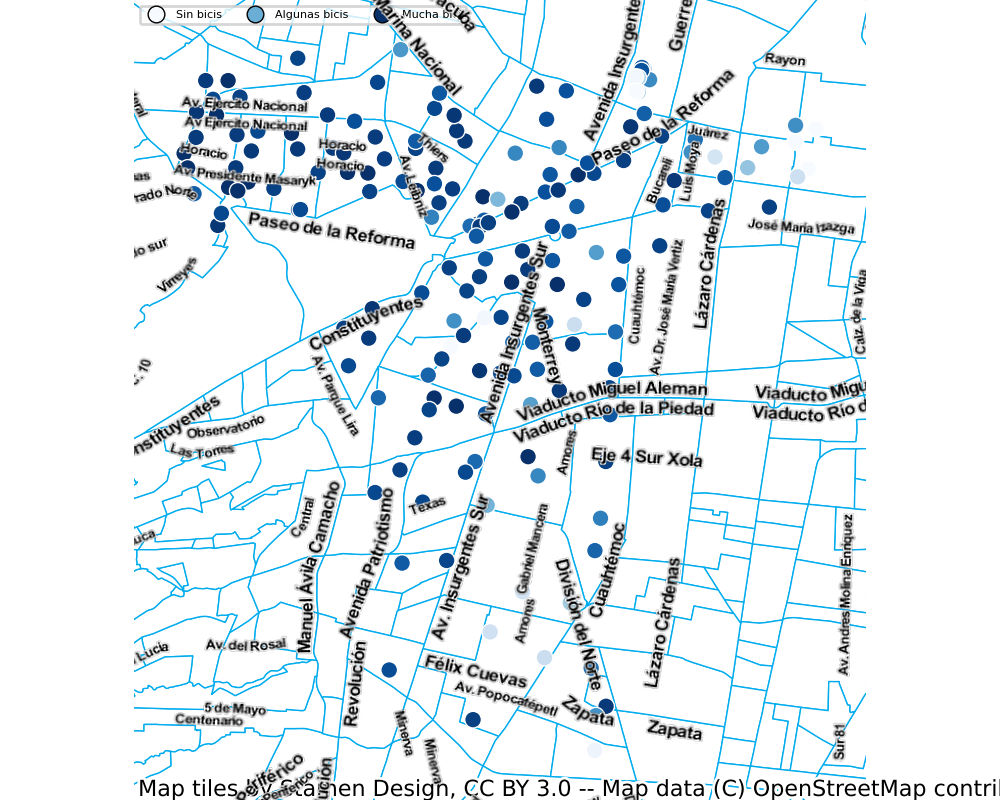 Sin bicis
Algunas bicis
Mucha bi
Marina Nacional
Avenida Insurgente
Guerre
Rayon
Paseo de la Reforma
Av. Ejercito Nacional
Av Ejercito Nacional
Horacio
Horacio
Horacio
Thiers
Juárez
Luis Moya
Bucareli
Av. Presidente Masaryk
Av. Leibniz
rado Norte
Paseo de la Reforma
José María Izazga
io sur
Virreyes
Av. Insurgentes Sur
Avenida Insurgentes Sur
Monterrey
Cuauhtémoc
Av. Dr. José María Vertiz
Lázaro Cárdenas
Calz. de la Viga
Constituyentes
Av. Parque Lira
Viaducto Miguel Aleman
Viaducto Río de la Piedad
Viaducto Migu
Viaducto Río d
nstituyentes
Observatorio
Las Torres
Amores
Eje 4 Sur Xola
Texas
Central
Manuel Ávila Camacho
Avenida Patriotismo
Gabriel Mancera
Amores
División del Norte
Cuauhtémoc
Lázaro Cárdenas
Av. Andres Molina Enriquez
Av. del Rosal
Lucia
Revolución
Félix Cuevas
Av. Popocatépetl
Zapata
Zapata
5 de Mayo
Centenario
Minerva
Minerva
Sur 81
Periférico
Periférico
ución
Map tiles by Stamen Design, CC BY 3.0 -- Map data (C) OpenStreetMap contri